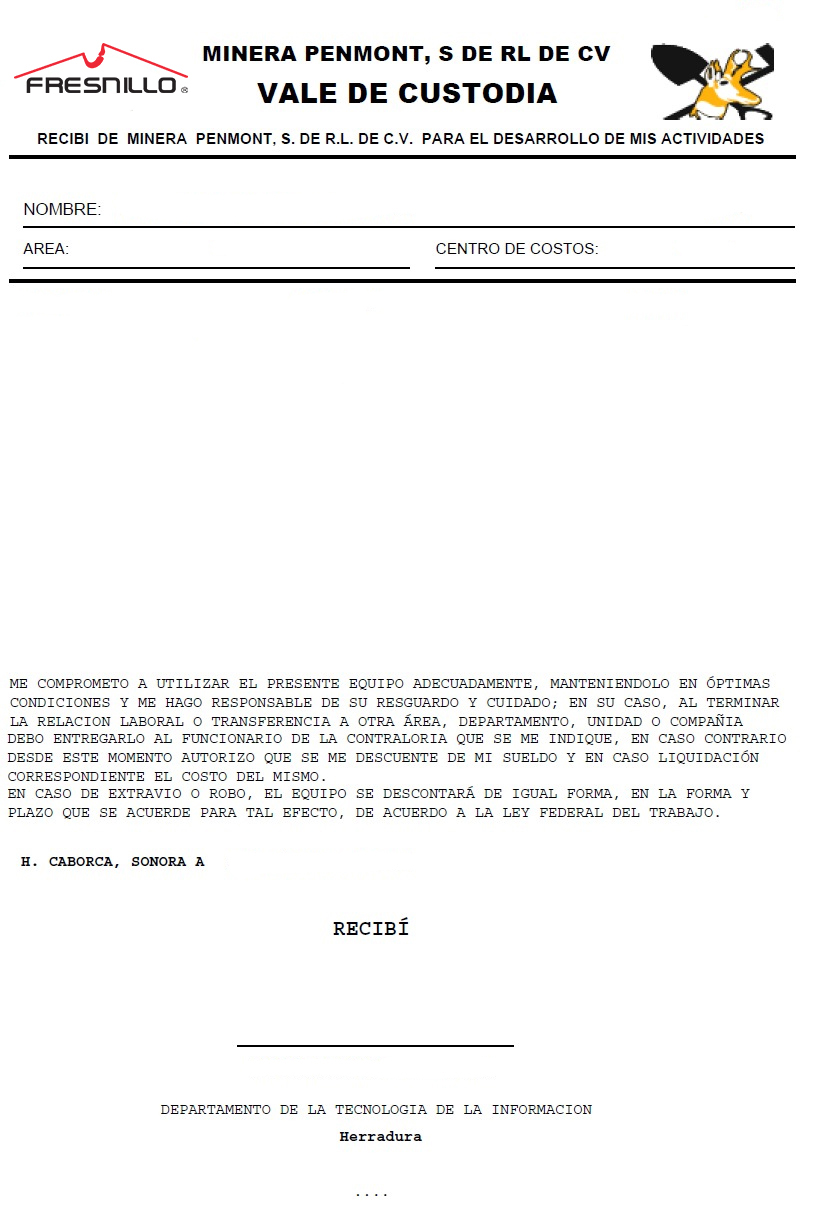 FRESNILLO®
MINERA PENMONT, S DE RL DE CV
VALE DE CUSTODIA
RECIBI DE MINERA PENMONT, S. DE R.L. DE C.V. PARA EL DESARROLLO DE MIS ACTIVIDADES
NOMBRE:
AREA: CENTRO DE COSTOS:
ME COMPROMETO A UTILIZAR EL PRESENTE EQUIPO ADECUADAMENTE, MANTENIENDOLO EN ÓPTIMAS
CONDICIONES Y ME HAGO RESPONSABLE DE SU RESGUARDO Y CUIDADO; EN SU CASO, AL TERMINAR
LA RELACION LABORAL O TRANSFERENCIA A OTRA ÁREA, DEPARTAMENTO, UNIDAD O COMPAÑIA
DEBO ENTREGARLO AL FUNCIONARIO DE LA CONTRALORIA QUE SE ME INDIQUE, EN CASO CONTRARIO
DESDE ESTE MOMENTO AUTORIZO QUE SE ME DESCUENTE DE MI SUELDO Y EN CASO LIQUIDACIÓN
CORRESPONDIENTE EL COSTO DEL MISMO.
EN CASO DE EXTRAVIO O ROBO, EL EQUIPO SE DESCONTARÁ DE IGUAL FORMA, EN LA FORMA Y
PLAZO QUE SE ACUERDE PARA TAL EFECTO, DE ACUERDO A LA LEY FEDERAL DEL TRABAJO.
H. CABORCA, SONORA A
RECIBÍ
DEPARTAMENTO DE LA TECNOLOGIA DE LA INFORMACION
Herradura
....